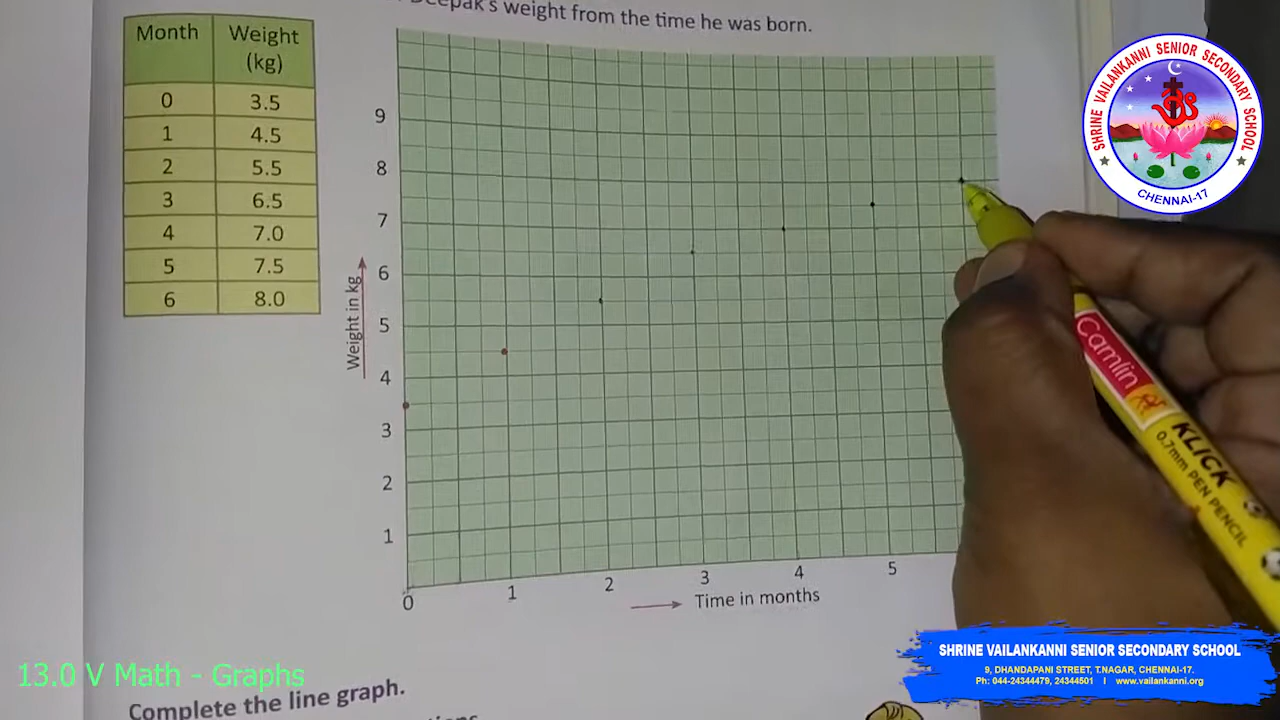 Deepak's weight from the time he was born.
Month Weight (kg)
0 3.5
1 4.5
2 5.5
3 6.5
4 7.0
5 7.5
6 8.0
9
8
7
6
5
4
3
2
1
Weight in kg
0 1 2 3 4 5
Time in months
Complete the line graph.
13.0 V Math - Graphs
SHRINE VAILANKANNI SENIOR SECONDARY SCHOOL
CHENNAI-17
Camlin
KLICK
0.7mm PEN PENCIL
SHRINE VAILANKANNI SENIOR SECONDARY SCHOOL
9, DHANDAPANI STREET, T.NAGAR, CHENNAI-17.
Ph: 044-24344479, 24344501 I www.vailankanni.org